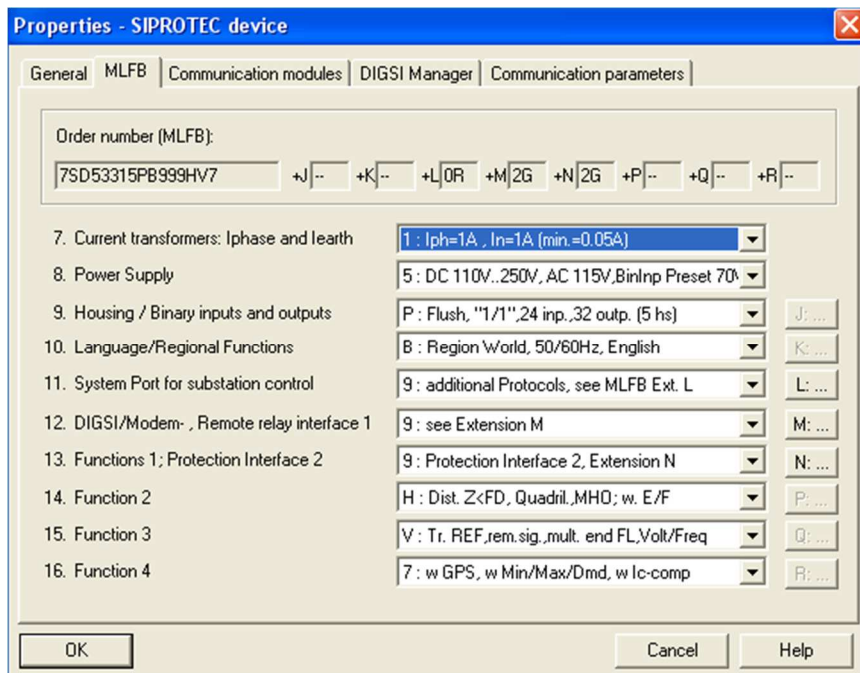 Properties - SIPROTEC device
General MLFB Communication modules DIGSI Manager Communication parameters
Order number (MLFB):
7SD53315PB999HV7 +J -- +K -- +L 0R +M 2G +N 2G +P -- +Q -- +R --
7. Current transformers: Iphase and Iearth 1 : Iph=1A , In=1A (min.=0.05A)
8. Power Supply 5 : DC 110V..250V, AC 115V,BinInp Preset 70V
9. Housing / Binary inputs and outputs P : Flush, "1/1",24 inp.,32 outp. (5 hs) J: ...
10. Language/Regional Functions B : Region World, 50/60Hz, English K: ...
11. System Port for substation control 9 : additional Protocols, see MLFB Ext. L L: ...
12. DIGSI/Modem- , Remote relay interface 1 9 : see Extension M M: ...
13. Functions 1; Protection Interface 2 9 : Protection Interface 2, Extension N N: ...
14. Function 2 H : Dist. Z<FD, Quadril.,MHO; w. E/F P: ...
15. Function 3 V : Tr. REF,rem.sig.,mult. end FL,Volt/Freq Q: ...
16. Function 4 7 : w GPS, w Min/Max/Dmd, w Ic-comp R: ...
OK Cancel Help